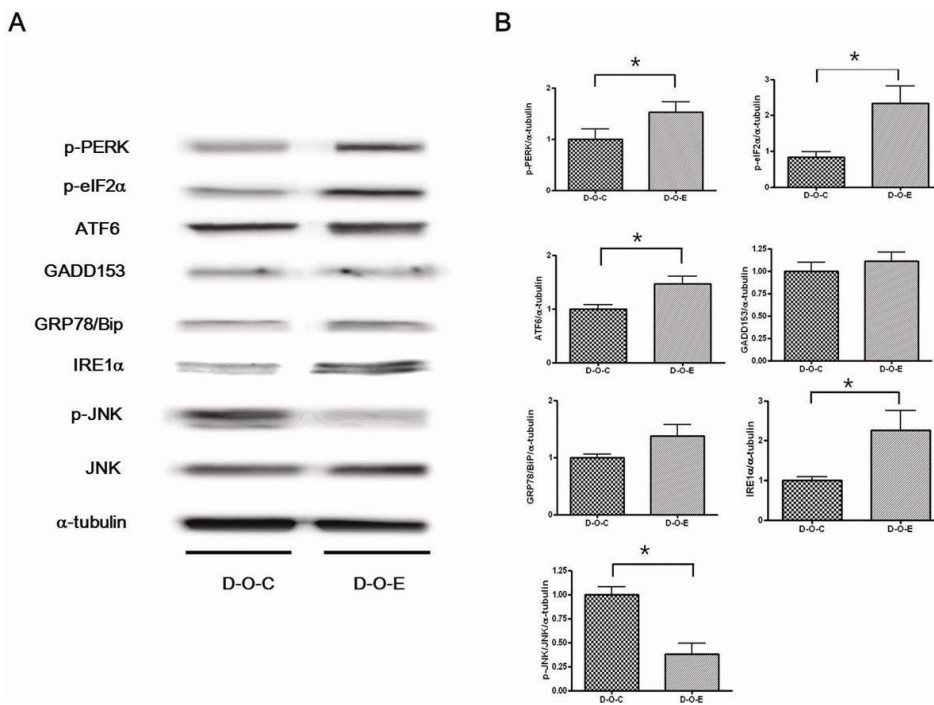 A
p-PERK
p-eIF2α
ATF6
GADD153
GRP78/Bip
IRE1α
p-JNK
JNK
α-tubulin
D-O-C D-O-E
B
p-PERK/α-tubulin
2
1
0
*
D-O-C D-O-E
p-eIF2α/α-tubulin
3
2
1
0
*
D-O-C D-O-E
ATF6/α-tubulin
2
1
0
*
D-O-C D-O-E
GADD153/α-tubulin
1.25
1.00
0.75
0.50
0.25
0.00
D-O-C D-O-E
GRP78/BiP/α-tubulin
2
1
0
D-O-C D-O-E
IRE1α/α-tubulin
3
2
1
0
*
D-O-C D-O-E
p-JNK/JNK/α-tubulin
1.25
1.00
0.75
0.50
0.25
0.00
*
D-O-C D-O-E